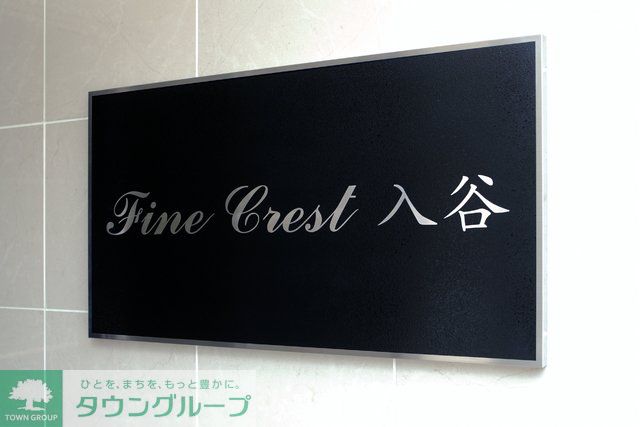 Fine Crest 入谷
ひとを、まちを、もっと豊かに。
TOWN GROUP
タウングループ